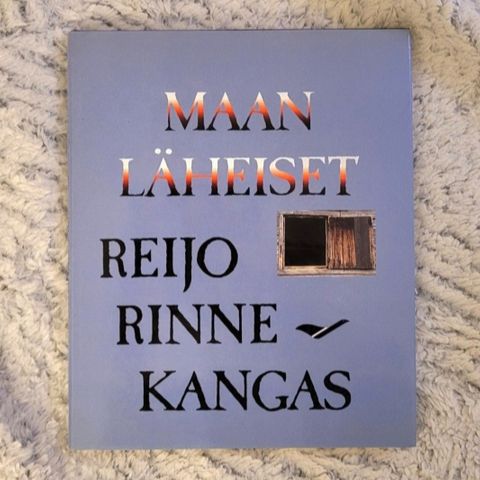 MAAN
LÄHEISET
REIJO
RINNE
KANGAS